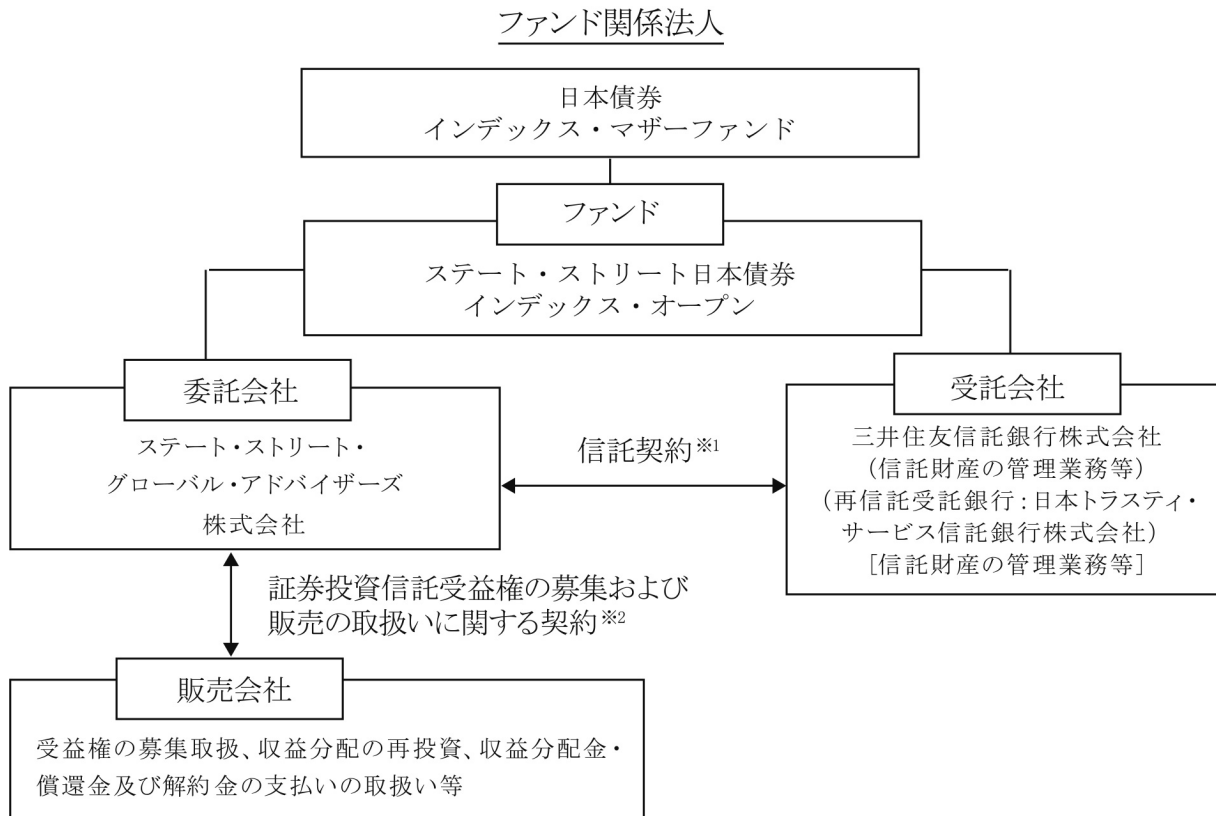 ファンド関係法人
日本債券
インデックス・マザーファンド
ファンド
ステート・ストリート日本債券
インデックス・オープン
委託会社
ステート・ストリート・
グローバル・アドバイザーズ
株式会社
信託契約※1
受託会社
三井住友信託銀行株式会社
(信託財産の管理業務等)
(再信託受託銀行:日本トラスティ・
サービス信託銀行株式会社)
[信託財産の管理業務等]
証券投資信託受益権の募集および
販売の取扱いに関する契約※2
販売会社
受益権の募集取扱、収益分配の再投資、収益分配金・
償還金及び解約金の支払いの取扱い等